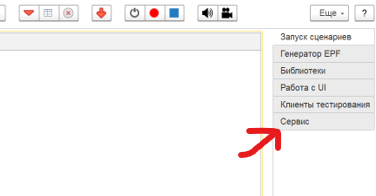 Еще
?
Запуск сценариев
Генератор EPF
Библиотеки
Работа с UI
Клиенты тестирования
Сервис